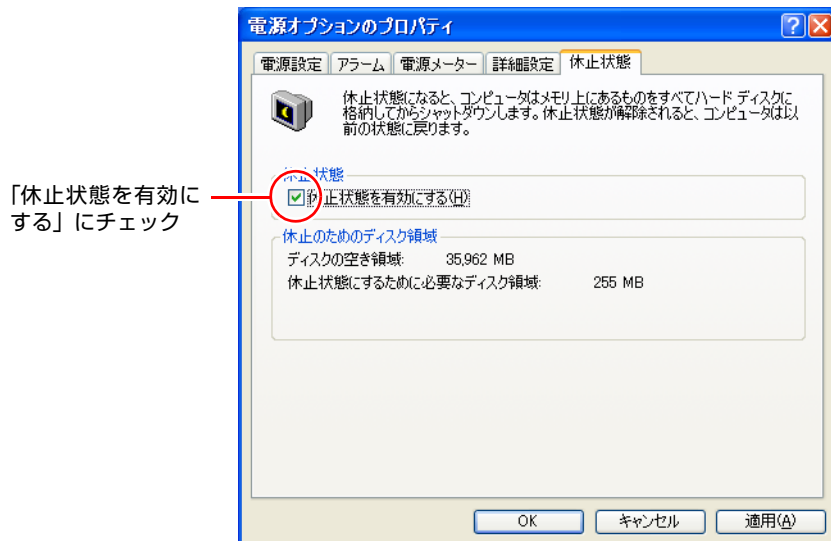 電源オプションのプロパティ
電源設定 アラーム 電源メーター 詳細設定 休止状態
休止状態になると、コンピュータはメモリ上にあるものをすべてハード ディスクに
格納してからシャットダウンします。休止状態が解除されると、コンピュータは以
前の状態に戻ります。
「休止状態を有効に
する」にチェック
休止状態
休止状態を有効にする(H)
休止のためのディスク領域
ディスクの空き領域: 35,962 MB
休止状態にするために必要なディスク領域: 255 MB
OK キャンセル 適用(A)